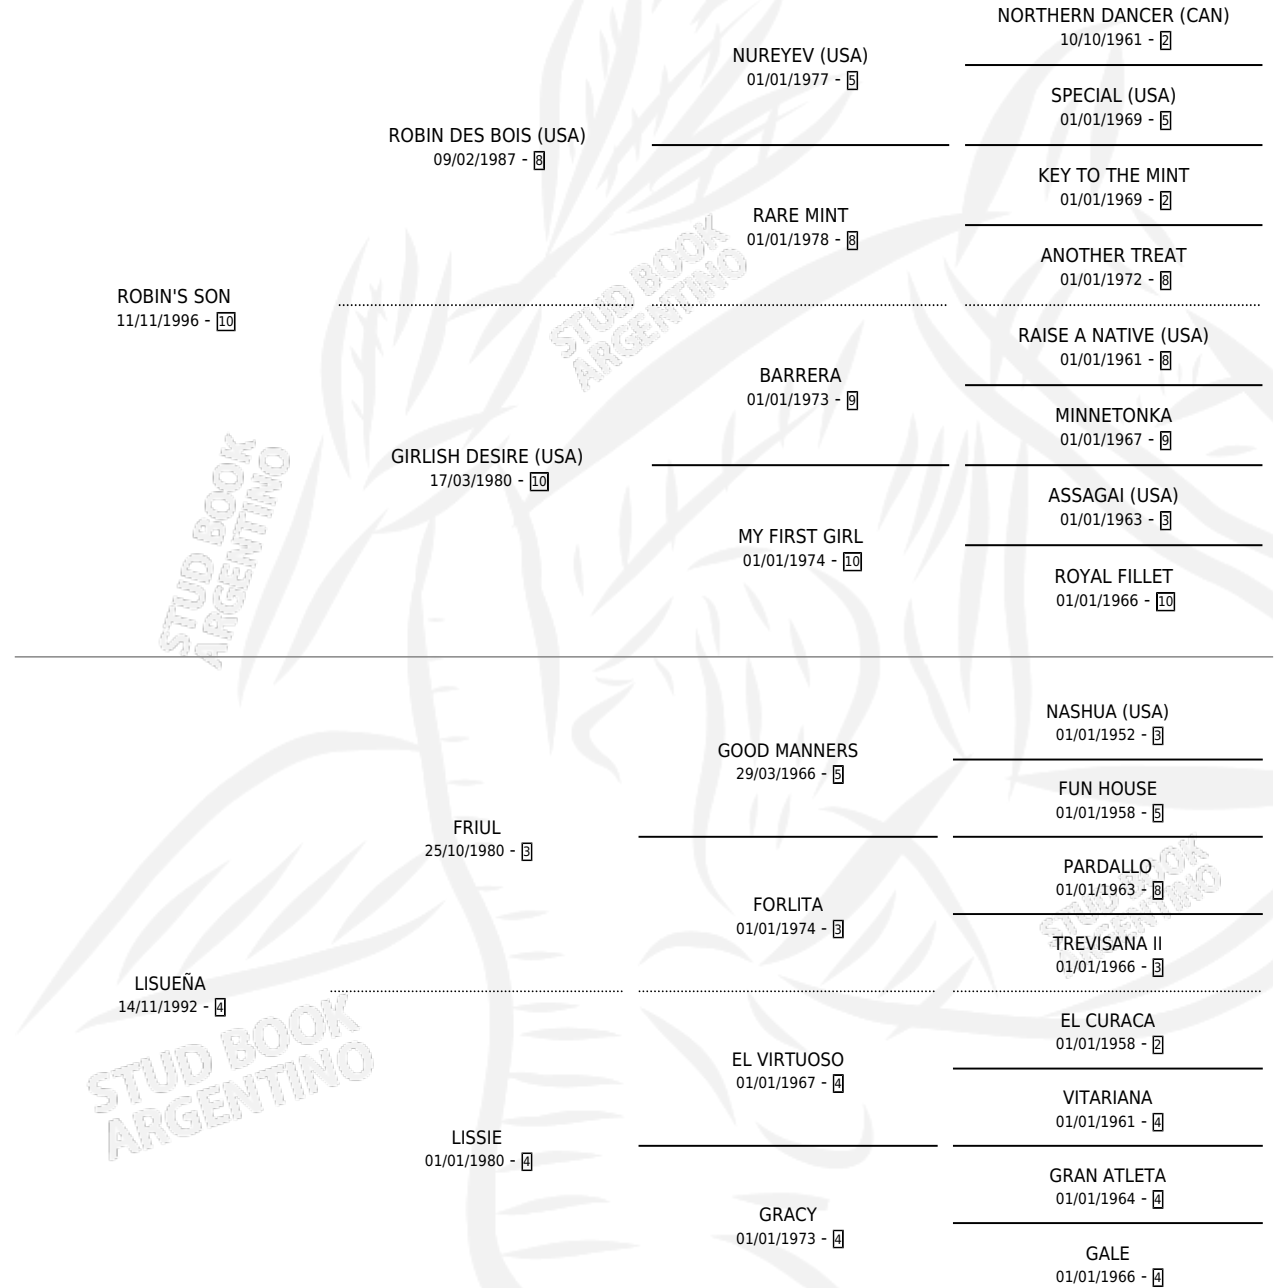 NORTHERN DANCER (CAN)
10/10/1961 - 2
NUREYEV (USA)
01/01/1977 - 5
SPECIAL (USA)
01/01/1969 - 5
ROBIN DES BOIS (USA)
09/02/1987 - 8
KEY TO THE MINT
01/01/1969 - 2
RARE MINT
01/01/1978 - 8
ANOTHER TREAT
01/01/1972 - 8
ROBIN'S SON
11/11/1996 - 10
STUD BOOK
ARGENTINO
RAISE A NATIVE (USA)
01/01/1961 - 8
BARRERA
01/01/1973 - 9
MINNETONKA
01/01/1967 - 9
GIRLISH DESIRE (USA)
17/03/1980 - 10
ASSAGAI (USA)
01/01/1963 - 3
MY FIRST GIRL
01/01/1974 - 10
ROYAL FILLET
01/01/1966 - 10
STUD BOOK
ARGENTINO
NASHUA (USA)
01/01/1952 - 3
GOOD MANNERS
29/03/1966 - 5
FUN HOUSE
01/01/1958 - 5
FRIUL
25/10/1980 - 3
PARDALLO
01/01/1963 - 8
FORLITA
01/01/1974 - 3
TREVISANA II
01/01/1966 - 3
STUD BOOK
ARGENTINO
LISUEÑA
14/11/1992 - 4
EL CURACA
01/01/1958 - 2
EL VIRTUOSO
01/01/1967 - 4
VITARIANA
01/01/1961 - 4
STUD BOOK
ARGENTINO
LISSIE
01/01/1980 - 4
GRAN ATLETA
01/01/1964 - 4
GRACY
01/01/1973 - 4
GALE
01/01/1966 - 4